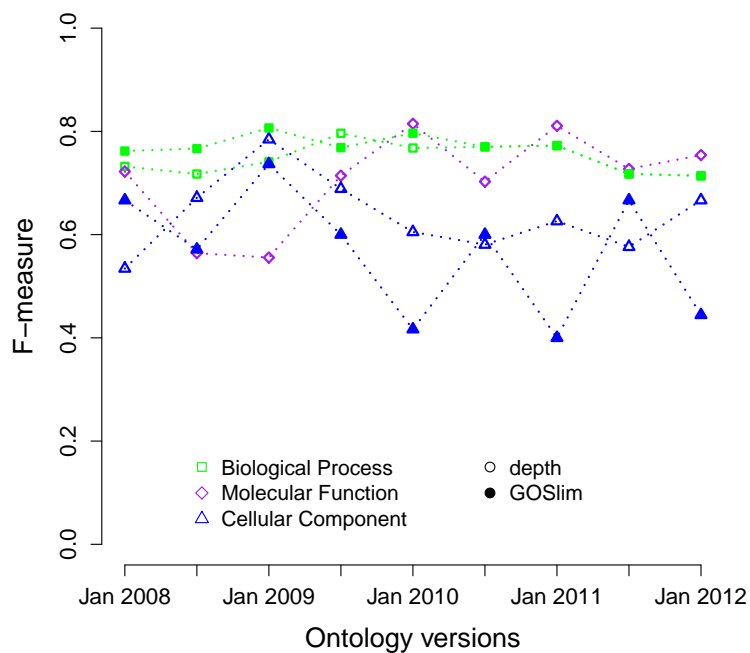 1.0
0.8
0.6
0.4
0.2
0.0
F−measure
Biological Process
Molecular Function
Cellular Component
depth
GOSlim
Jan 2008
Jan 2009
Jan 2010
Jan 2011
Jan 2012
Ontology versions